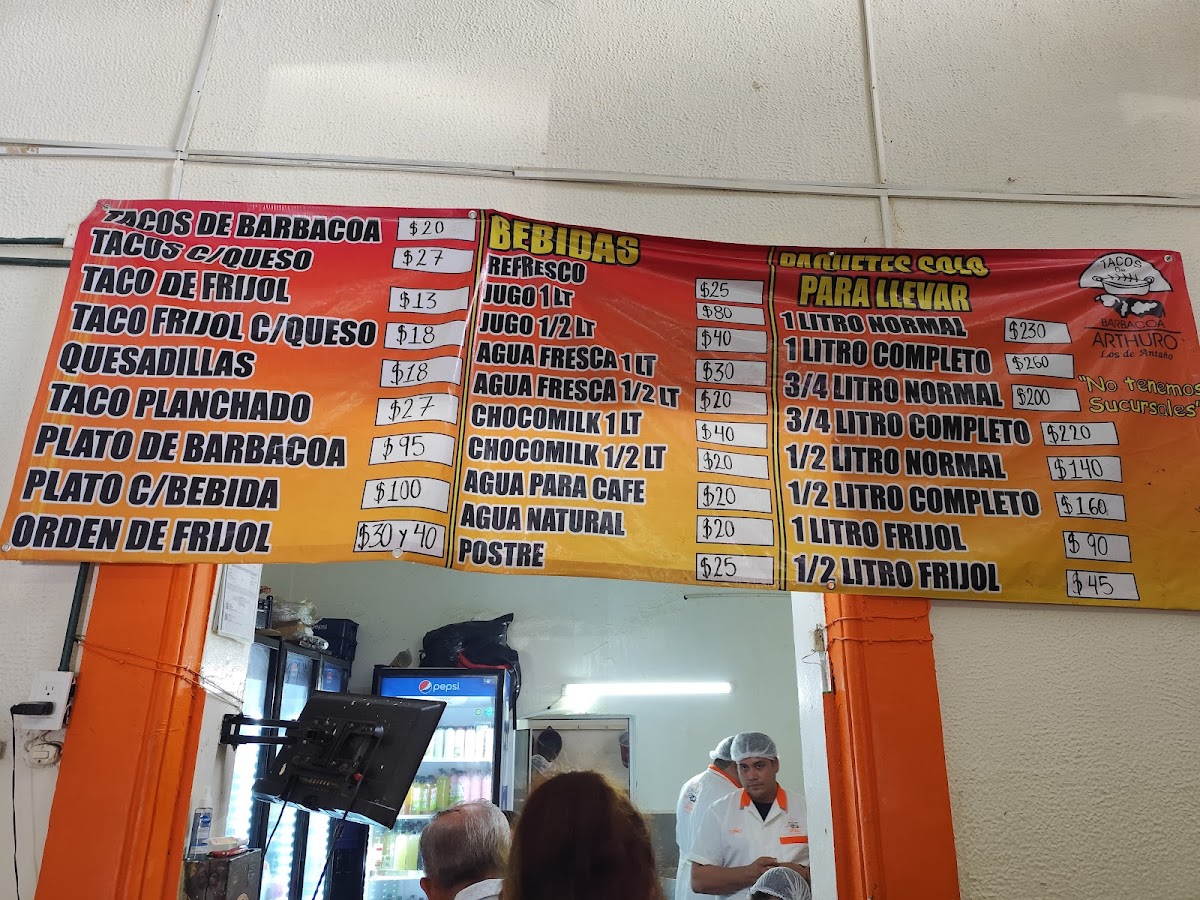 TACOS DE BARBACOA $20
TACOS C/QUESO $27
TACO DE FRIJOL $13
TACO FRIJOL C/QUESO $18
QUESADILLAS $18
TACO PLANCHADO $27
PLATO DE BARBACOA $95
PLATO C/BEBIDA $100
ORDEN DE FRIJOL $30 y 40
BEBIDAS
REFRESCO $25
JUGO 1 LT $80
JUGO 1/2 LT $40
AGUA FRESCA 1 LT $30
AGUA FRESCA 1/2 LT $20
CHOCOMILK 1 LT $40
CHOCOMILK 1/2 LT $20
AGUA PARA CAFE $20
AGUA NATURAL $20
POSTRE $25
PAQUETES SOLO
PARA LLEVAR
1 LITRO NORMAL $230
1 LITRO COMPLETO $260
3/4 LITRO NORMAL $200
3/4 LITRO COMPLETO $220
1/2 LITRO NORMAL $140
1/2 LITRO COMPLETO $160
1 LITRO FRIJOL $90
1/2 LITRO FRIJOL $45
TACOS
De
BARBACOA
ARTHURO
Los de Antaño
"No tenemos
Sucursales"
pepsi
pepsi